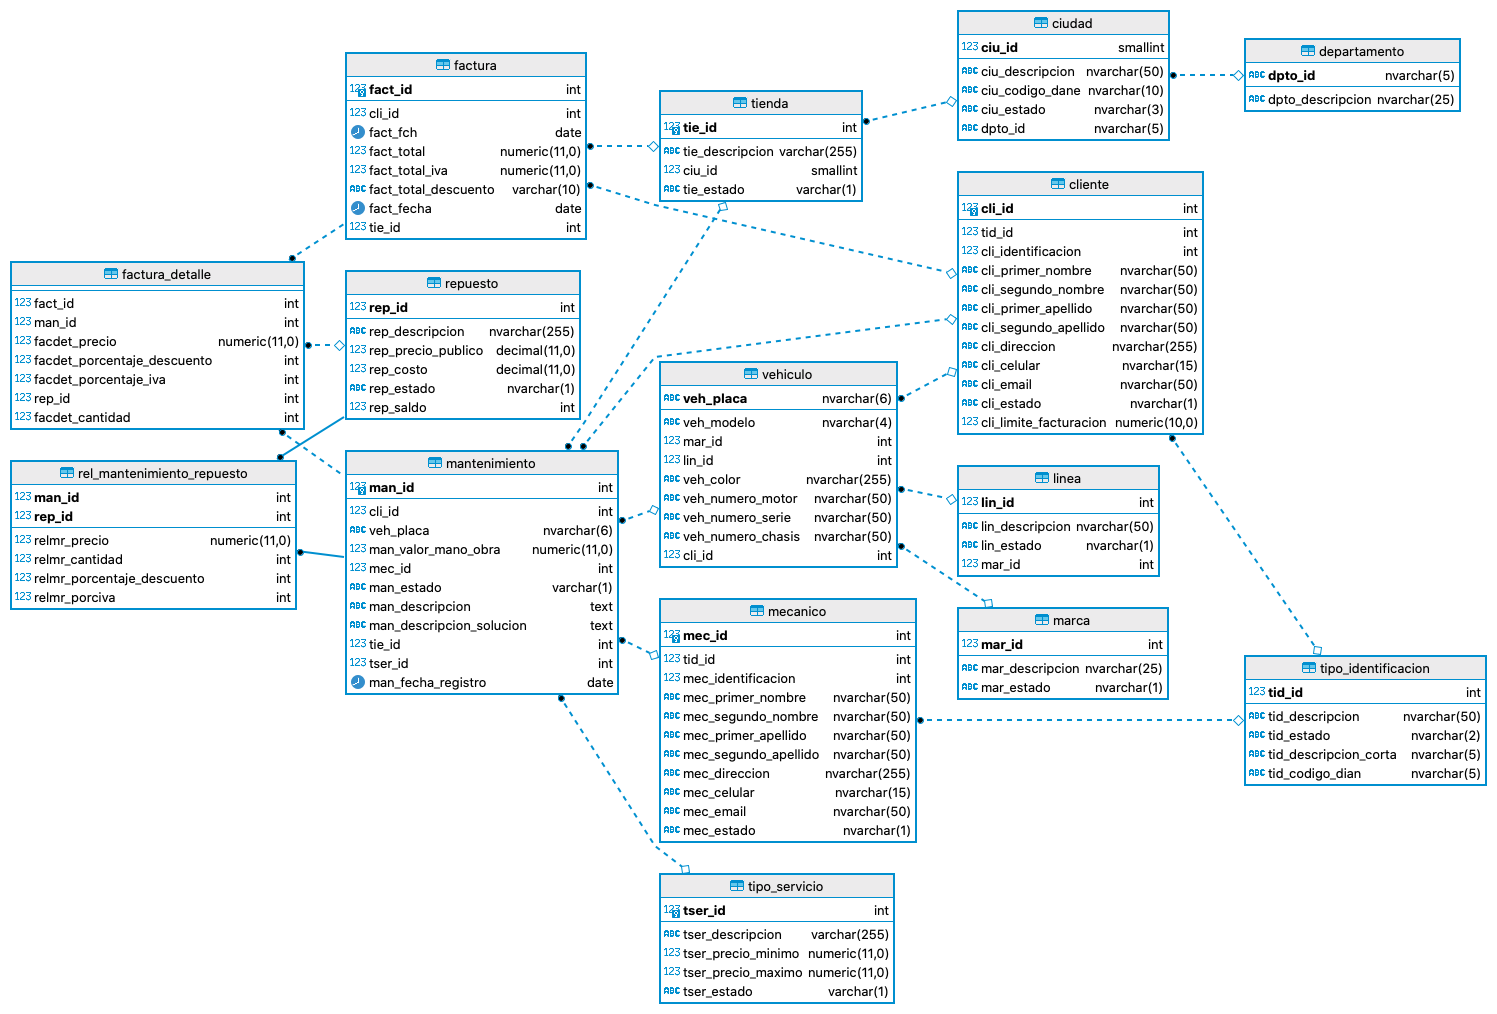 factura
123 fact_id int
123 cli_id int
fact_fch date
123 fact_total numeric(11,0)
123 fact_total_iva numeric(11,0)
ABC fact_total_descuento varchar(10)
fact_fecha date
123 tie_id int
tienda
123 tie_id int
ABC tie_descripcion varchar(255)
123 ciu_id smallint
ABC tie_estado varchar(1)
ciudad
123 ciu_id smallint
ABC ciu_descripcion nvarchar(50)
ABC ciu_codigo_dane nvarchar(10)
ABC ciu_estado nvarchar(3)
ABC dpto_id nvarchar(5)
departamento
ABC dpto_id nvarchar(5)
ABC dpto_descripcion nvarchar(25)
cliente
123 cli_id int
123 tid_id int
123 cli_identificacion int
ABC cli_primer_nombre nvarchar(50)
ABC cli_segundo_nombre nvarchar(50)
ABC cli_primer_apellido nvarchar(50)
ABC cli_segundo_apellido nvarchar(50)
ABC cli_direccion nvarchar(255)
ABC cli_celular nvarchar(15)
ABC cli_email nvarchar(50)
ABC cli_estado nvarchar(1)
123 cli_limite_facturacion numeric(10,0)
factura_detalle
123 fact_id int
123 man_id int
123 facdet_precio numeric(11,0)
123 facdet_porcentaje_descuento int
123 facdet_porcentaje_iva int
123 rep_id int
123 facdet_cantidad int
repuesto
123 rep_id int
ABC rep_descripcion nvarchar(255)
123 rep_precio_publico decimal(11,0)
123 rep_costo decimal(11,0)
ABC rep_estado nvarchar(1)
123 rep_saldo int
rel_mantenimiento_repuesto
123 man_id int
123 rep_id int
123 relmr_precio numeric(11,0)
123 relmr_cantidad int
123 relmr_porcentaje_descuento int
123 relmr_porciva int
mantenimiento
123 man_id int
123 cli_id int
ABC veh_placa nvarchar(6)
123 man_valor_mano_obra numeric(11,0)
123 mec_id int
ABC man_estado varchar(1)
ABC man_descripcion text
ABC man_descripcion_solucion text
123 tie_id int
123 tser_id int
man_fecha_registro date
vehiculo
ABC veh_placa nvarchar(6)
ABC veh_modelo nvarchar(4)
123 mar_id int
123 lin_id int
ABC veh_color nvarchar(255)
ABC veh_numero_motor nvarchar(50)
ABC veh_numero_serie nvarchar(50)
ABC veh_numero_chasis nvarchar(50)
123 cli_id int
linea
123 lin_id int
ABC lin_descripcion nvarchar(50)
ABC lin_estado nvarchar(1)
123 mar_id int
marca
123 mar_id int
ABC mar_descripcion nvarchar(25)
ABC mar_estado nvarchar(1)
mecanico
123 mec_id int
123 tid_id int
123 mec_identificacion int
ABC mec_primer_nombre nvarchar(50)
ABC mec_segundo_nombre nvarchar(50)
ABC mec_primer_apellido nvarchar(50)
ABC mec_segundo_apellido nvarchar(50)
ABC mec_direccion nvarchar(255)
ABC mec_celular nvarchar(15)
ABC mec_email nvarchar(50)
ABC mec_estado nvarchar(1)
tipo_identificacion
123 tid_id int
ABC tid_descripcion nvarchar(50)
ABC tid_estado nvarchar(2)
ABC tid_descripcion_corta nvarchar(5)
ABC tid_codigo_dian nvarchar(5)
tipo_servicio
123 tser_id int
ABC tser_descripcion varchar(255)
123 tser_precio_minimo numeric(11,0)
123 tser_precio_maximo numeric(11,0)
ABC tser_estado varchar(1)